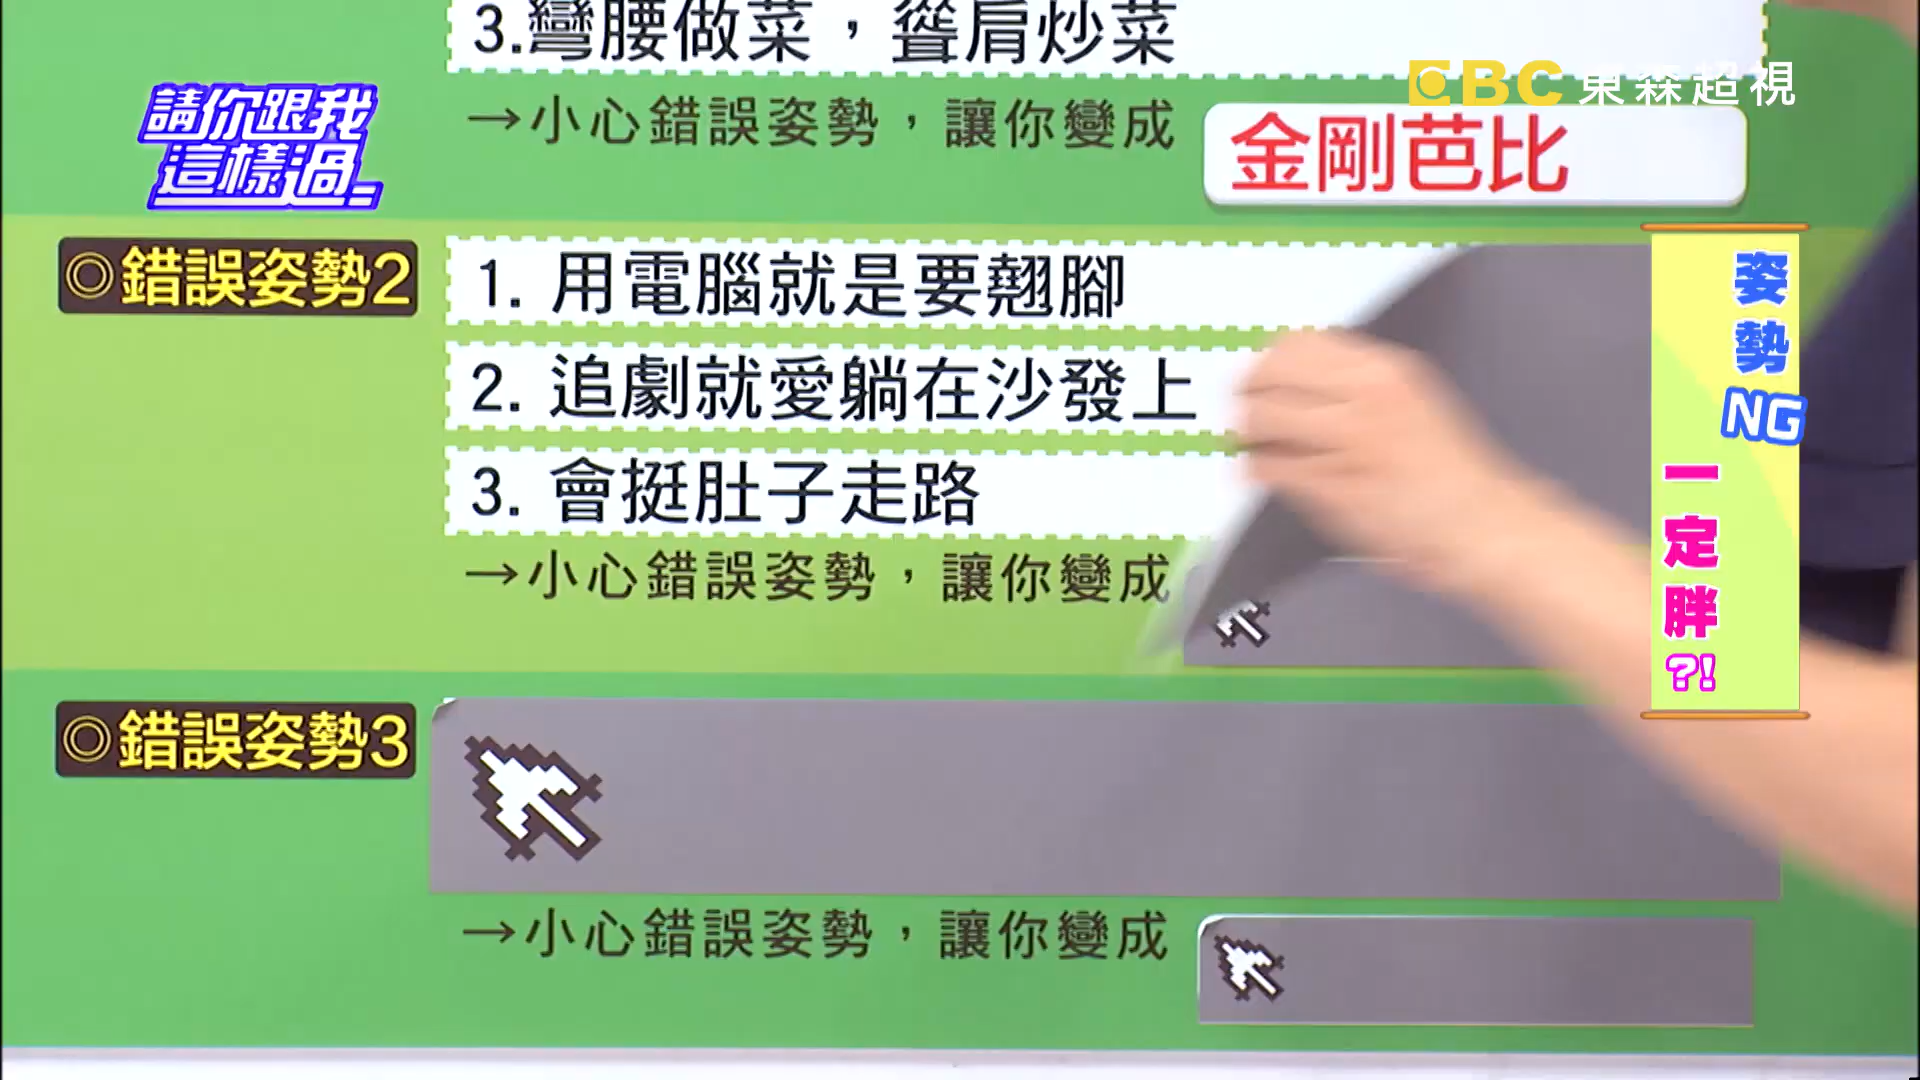 3.彎腰做菜，聳肩炒菜
EBC 東森超視
請你跟我
這樣過
→小心錯誤姿勢，讓你變成
金剛芭比
◎錯誤姿勢2
1. 用電腦就是要翹腳
2. 追劇就愛躺在沙發上
3. 會挺肚子走路
→小心錯誤姿勢，讓你變成
姿勢NG
一定胖?!
◎錯誤姿勢3
→小心錯誤姿勢，讓你變成